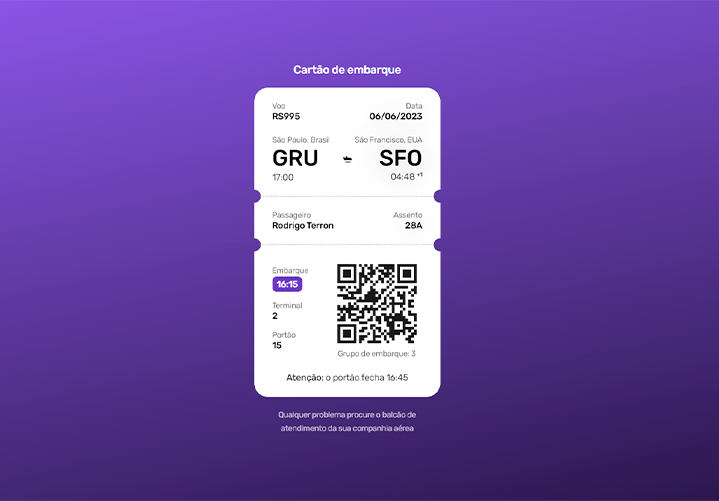 Cartão de embarque
Voo Data
RS995 06/06/2023
São Paulo, Brasil São Francisco, EUA
GRU SFO
17:00 04:48 +1
Passageiro Assento
Rodrigo Terron 28A
Embarque
16:15
Terminal
2
Portão
15
Grupo de embarque: 3
Atenção: o portão fecha 16:45
Qualquer problema procure o balcão de
atendimento da sua companhia aérea